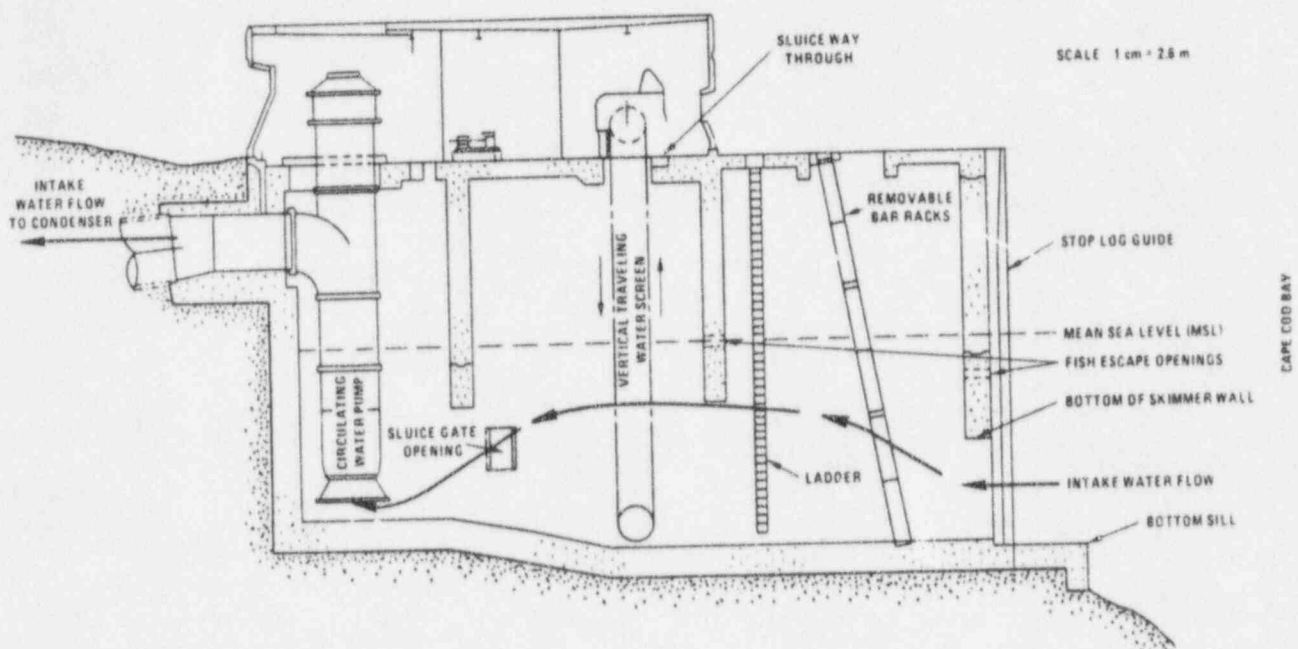 SLUICE WAY
THROUGH
SCALE 1 cm = 2.6 m
INTAKE
WATER FLOW
TO CONDENSER
REMOVABLE
BAR RACKS
STOP LOG GUIDE
VERTICAL TRAVELING
WATER SCREEN
CAPE COD BAY
MEAN SEA LEVEL (MSL)
FISH ESCAPE OPENINGS
CIRCULATING
WATER PUMP
BOTTOM OF SKIMMER WALL
SLUICE GATE
OPENING
LADDER
INTAKE WATER FLOW
BOTTOM SILL